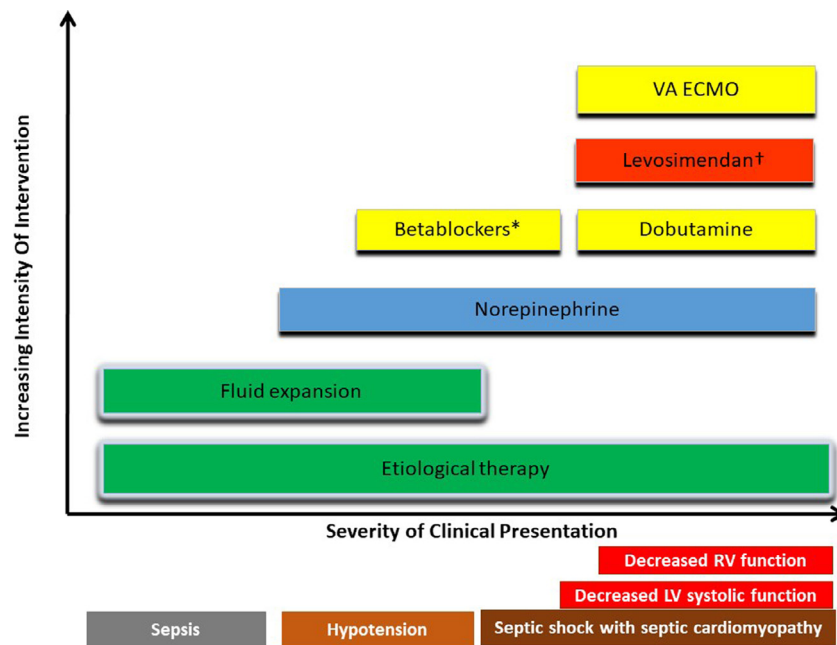 Increasing Intensity Of Intervention
VA ECMO
Levosimendan†
Betablockers*
Dobutamine
Norepinephrine
Fluid expansion
Etiological therapy
Severity of Clinical Presentation
Decreased RV function
Decreased LV systolic function
Sepsis
Hypotension
Septic shock with septic cardiomyopathy